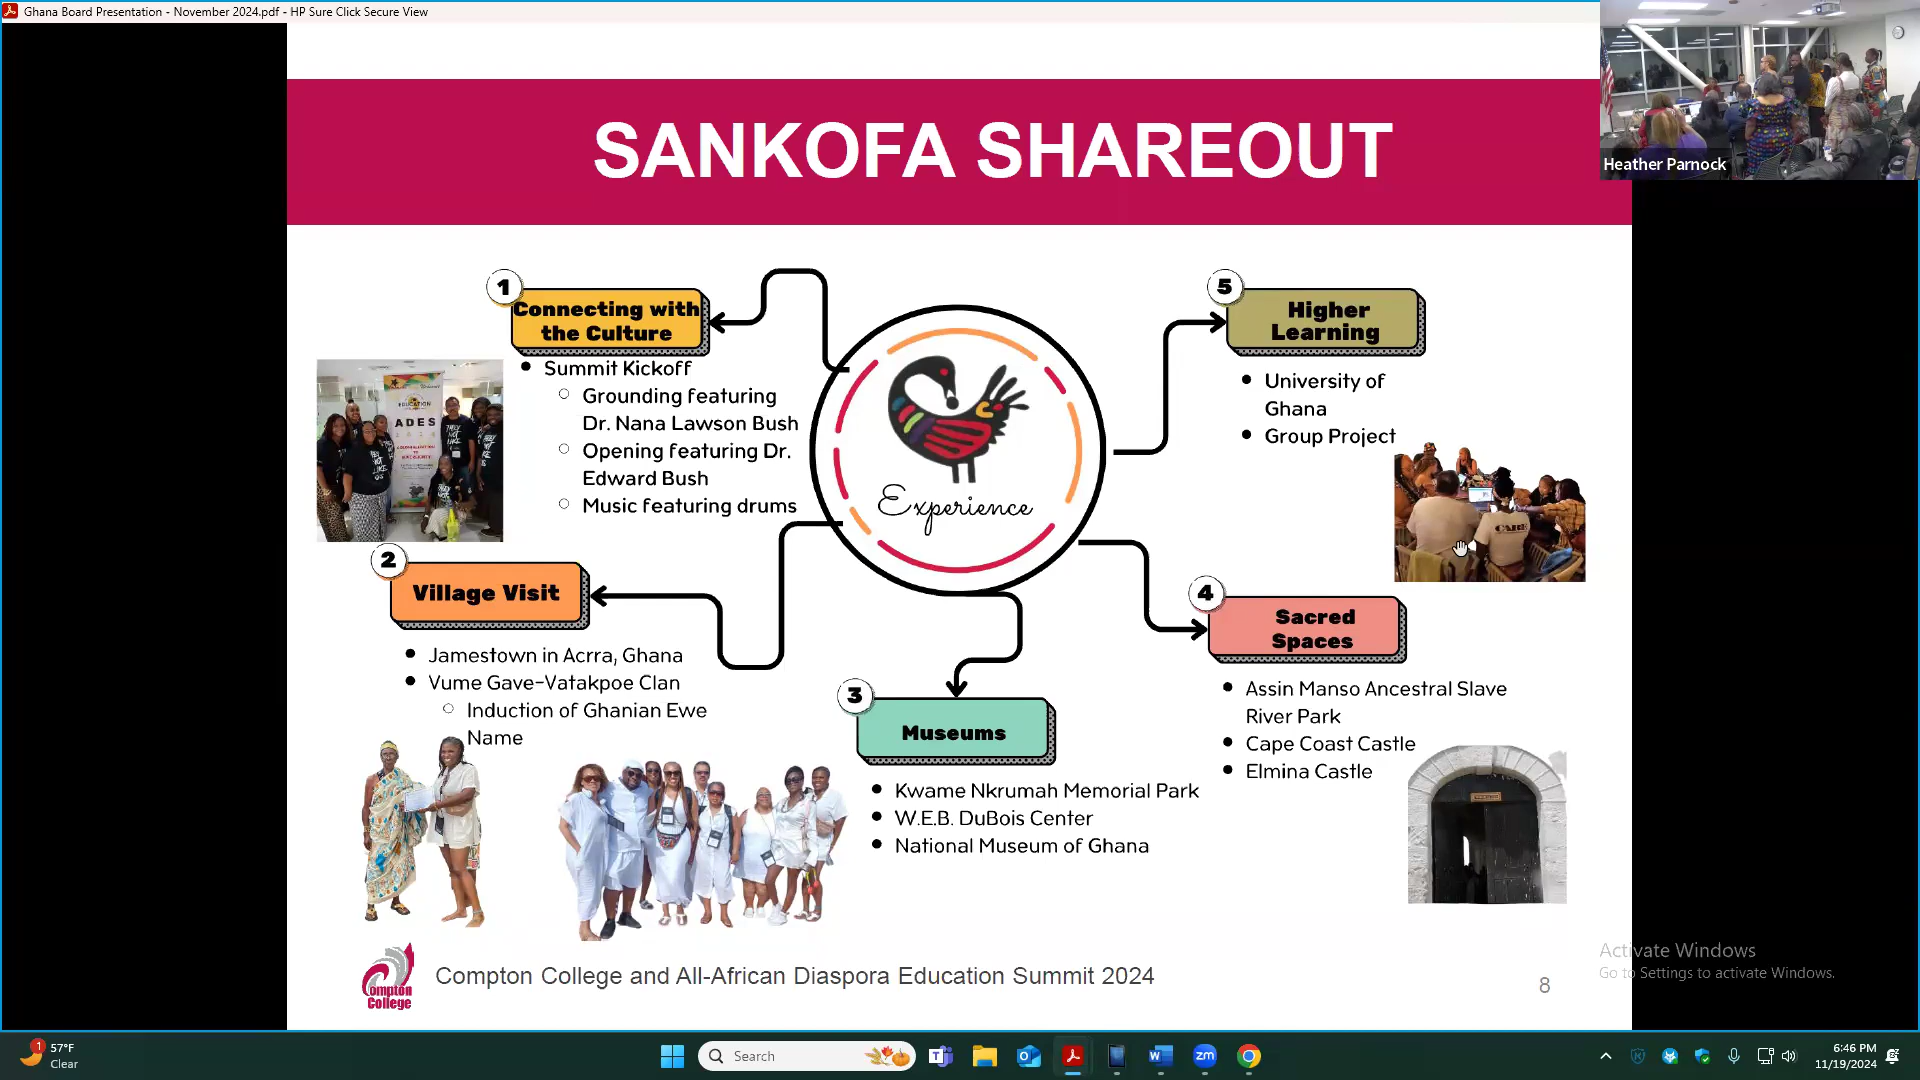 Ghana Board Presentation - November 2024.pdf - HP Sure Click Secure View
Heather Parnock
SANKOFA SHAREOUT
1
Connecting with
the Culture
Summit Kickoff
Grounding featuring
Dr. Nana Lawson Bush
Opening featuring Dr.
Edward Bush
Music featuring drums
ADES
2
Village Visit
Jamestown in Acrra, Ghana
Vume Gave-Vatakpoe Clan
Induction of Ghanian Ewe
Name
Experience
3
Museums
Kwame Nkrumah Memorial Park
W.E.B. DuBois Center
National Museum of Ghana
5
Higher
Learning
University of
Ghana
Group Project
4
Sacred
Spaces
Assin Manso Ancestral Slave
River Park
Cape Coast Castle
Elmina Castle
Compton
College
Compton College and All-African Diaspora Education Summit 2024
8
Activate Windows
Go to Settings to activate Windows.
1
57°F
Clear
Search
zm
6:46 PM
11/19/2024